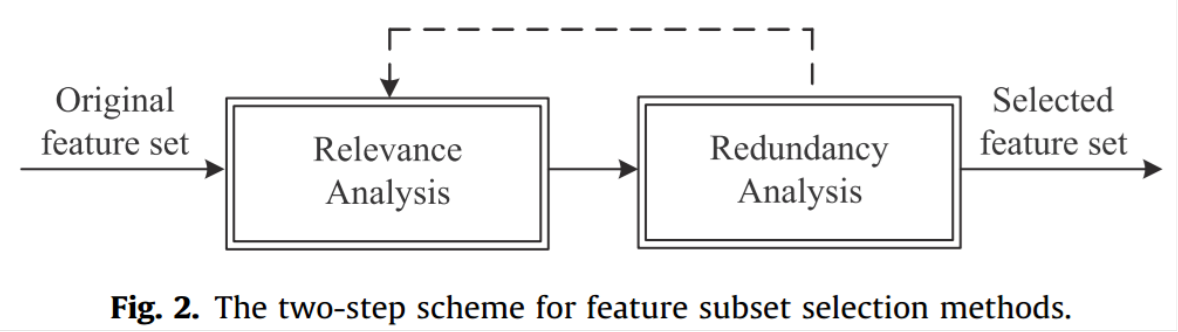 Original
feature set
Relevance
Analysis
Redundancy
Analysis
Selected
feature set
Fig. 2. The two-step scheme for feature subset selection methods.